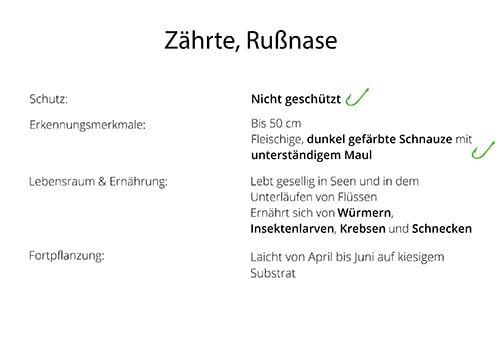 Zährte, Rußnase
Schutz: Nicht geschützt
Erkennungsmerkmale: Bis 50 cm
Fleischige, dunkel gefärbte Schnauze mit
unterständigem Maul
Lebensraum & Ernährung: Lebt gesellig in Seen und in dem
Unterläufen von Flüssen
Ernährt sich von Würmern,
Insektenlarven, Krebsen und Schnecken
Fortpflanzung: Laicht von April bis Juni auf kiesigem
Substrat